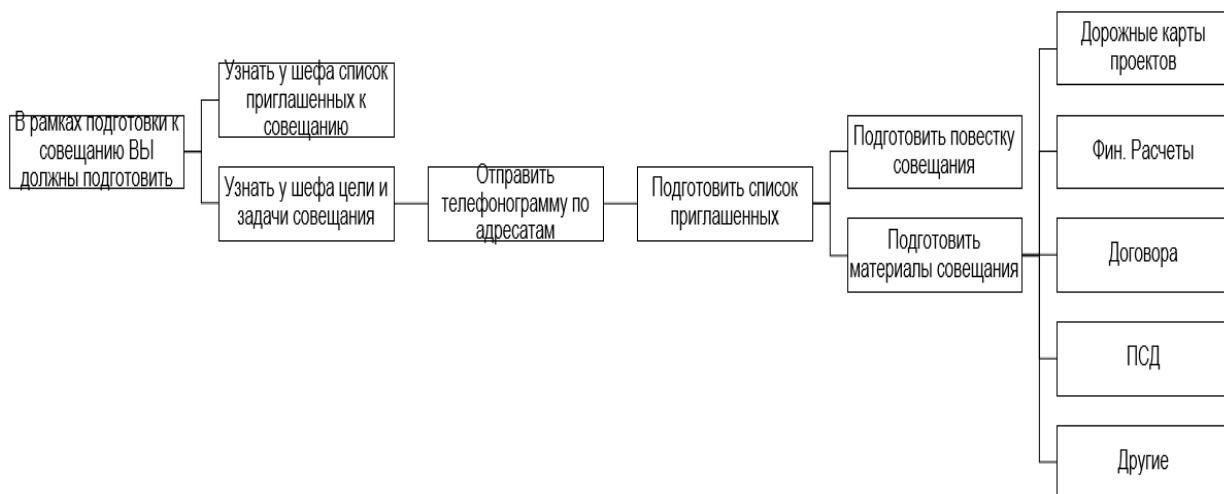 В рамках подготовки к
совещанию ВЫ
должны подготовить
Узнать у шефа список
приглашенных к
совещанию
Узнать у шефа цели и
задачи совещания
Отправить
телефонограмму по
адресатам
Подготовить список
приглашенных
Подготовить повестку
совещания
Подготовить
материалы совещания
Дорожные карты
проектов
Фин. Расчеты
Договора
ПСД
Другие